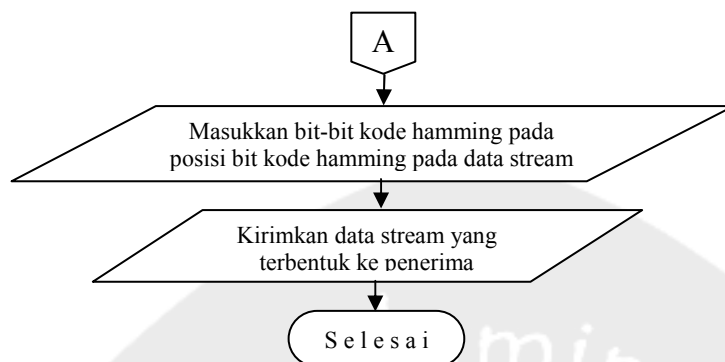 A
Masukkan bit-bit kode hamming pada
posisi bit kode hamming pada data stream
Kirimkan data stream yang
terbentuk ke penerima
S e l e s a i